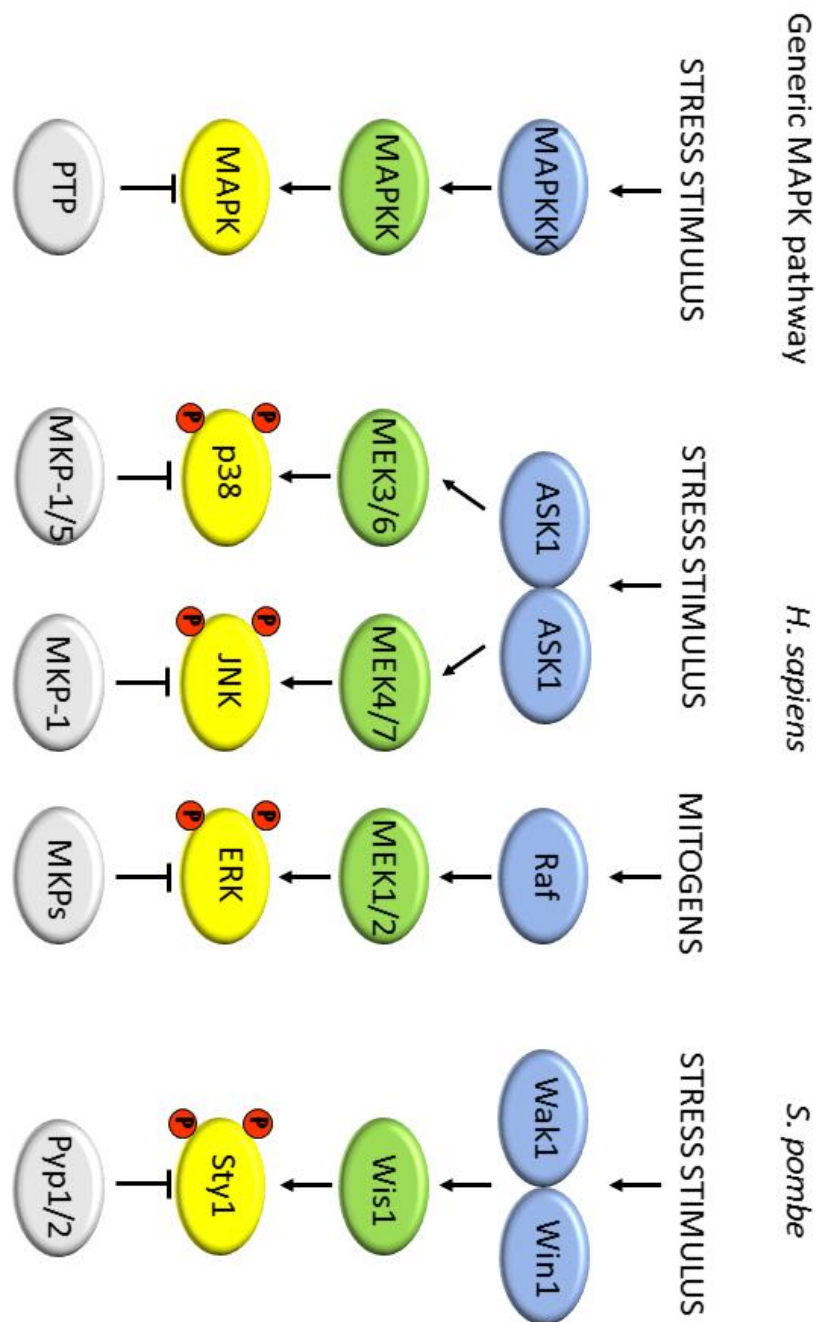 Generic MAPK pathway
H. sapiens
S. pombe
STRESS STIMULUS
STRESS STIMULUS
MITOGENS
STRESS STIMULUS
MAPKKK
ASK1
ASK1
Raf
Wak1
Win1
MAPKK
MEK3/6
MEK4/7
MEK1/2
Wis1
MAPK
P
p38
P
P
JNK
P
P
ERK
P
P
Sty1
P
PTP
MKP-1/5
MKP-1
MKPs
Pyp1/2